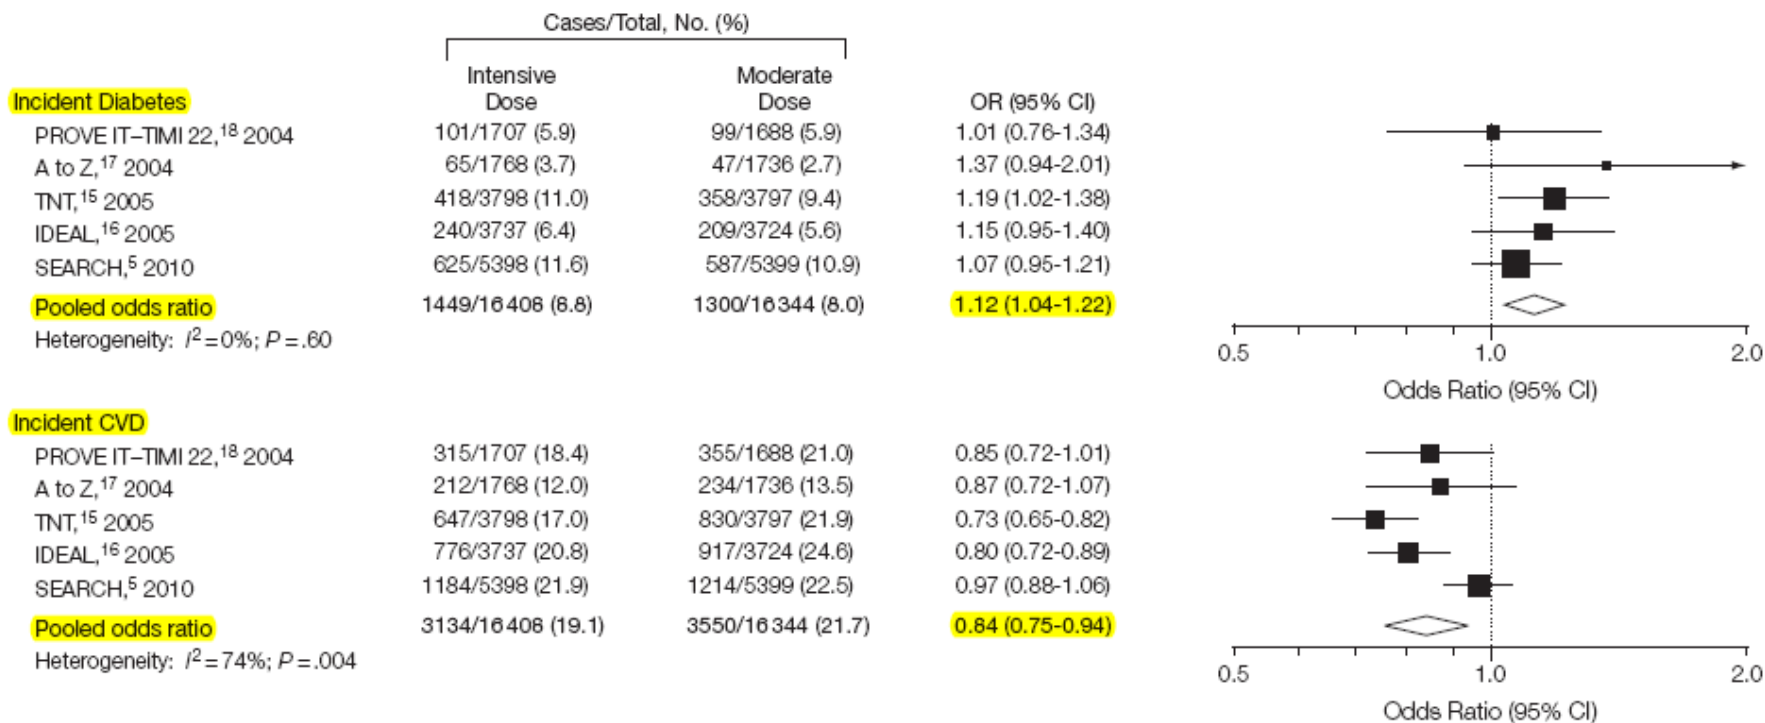 Cases/Total, No. (%)
Intensive Dose Moderate Dose
Incident Diabetes OR (95% CI)
PROVE IT–TIMI 22,18 2004 101/1707 (5.9) 99/1688 (5.9) 1.01 (0.76-1.34)
A to Z,17 2004 65/1768 (3.7) 47/1736 (2.7) 1.37 (0.94-2.01)
TNT,15 2005 418/3798 (11.0) 358/3797 (9.4) 1.19 (1.02-1.38)
IDEAL,16 2005 240/3737 (6.4) 209/3724 (5.6) 1.15 (0.95-1.40)
SEARCH,5 2010 625/5398 (11.6) 587/5399 (10.9) 1.07 (0.95-1.21)
Pooled odds ratio 1449/16 408 (8.8) 1300/16 344 (8.0) 1.12 (1.04-1.22)
Heterogeneity: I2=0%; P=.60
0.5 1.0 2.0
Odds Ratio (95% CI)
Incident CVD
PROVE IT–TIMI 22,18 2004 315/1707 (18.4) 355/1688 (21.0) 0.85 (0.72-1.01)
A to Z,17 2004 212/1768 (12.0) 234/1736 (13.5) 0.87 (0.72-1.07)
TNT,15 2005 647/3798 (17.0) 830/3797 (21.9) 0.73 (0.65-0.82)
IDEAL,16 2005 776/3737 (20.8) 917/3724 (24.6) 0.80 (0.72-0.89)
SEARCH,5 2010 1184/5398 (21.9) 1214/5399 (22.5) 0.97 (0.88-1.06)
Pooled odds ratio 3134/16 408 (19.1) 3550/16 344 (21.7) 0.84 (0.75-0.94)
Heterogeneity: I2=74%; P=.004
0.5 1.0 2.0
Odds Ratio (95% CI)